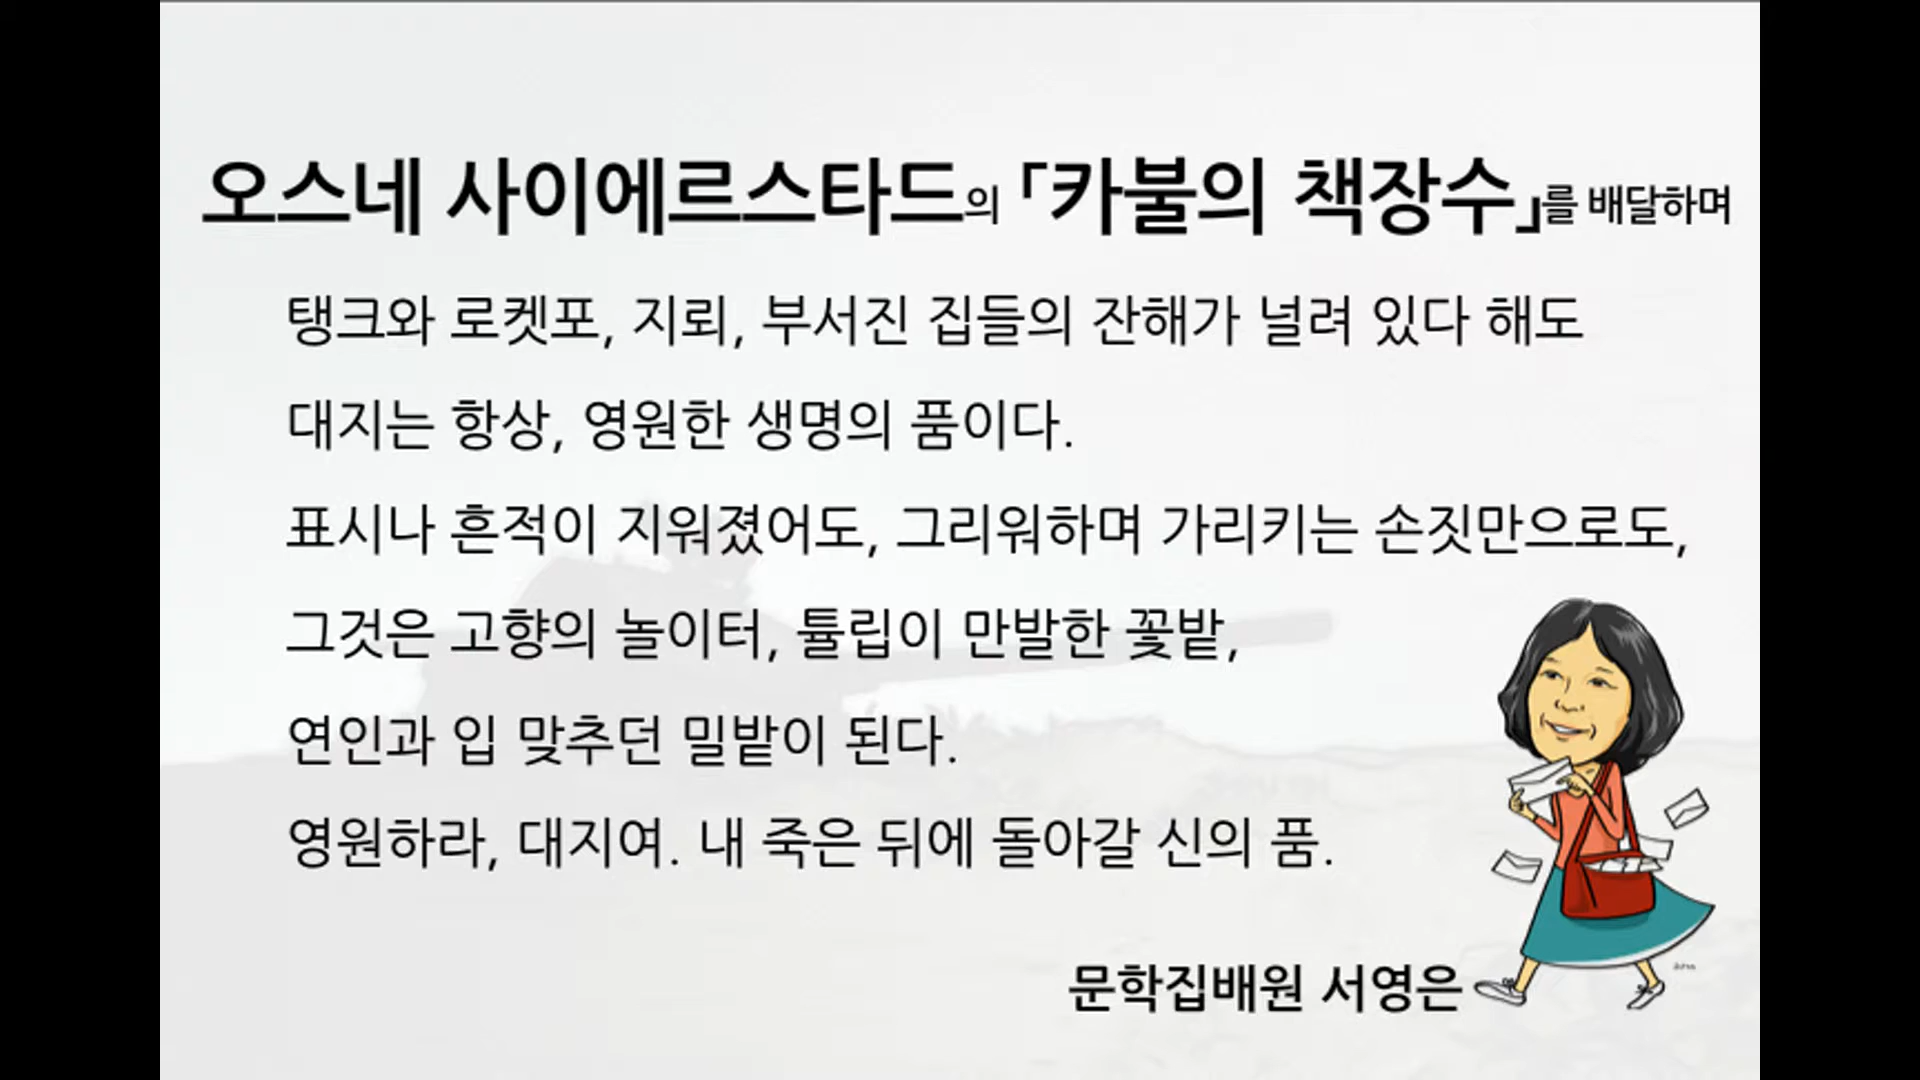 오스네 사이에르스타드의 「카불의 책장수」를 배달하며
탱크와 로켓포, 지뢰, 부서진 집들의 잔해가 널려 있다 해도
대지는 항상, 영원한 생명의 품이다.
표시나 흔적이 지워졌어도, 그리워하며 가리키는 손짓만으로도,
그것은 고향의 놀이터, 튤립이 만발한 꽃밭,
연인과 입 맞추던 밀밭이 된다.
영원하라, 대지여. 내 죽은 뒤에 돌아갈 신의 품.
문학집배원 서영은